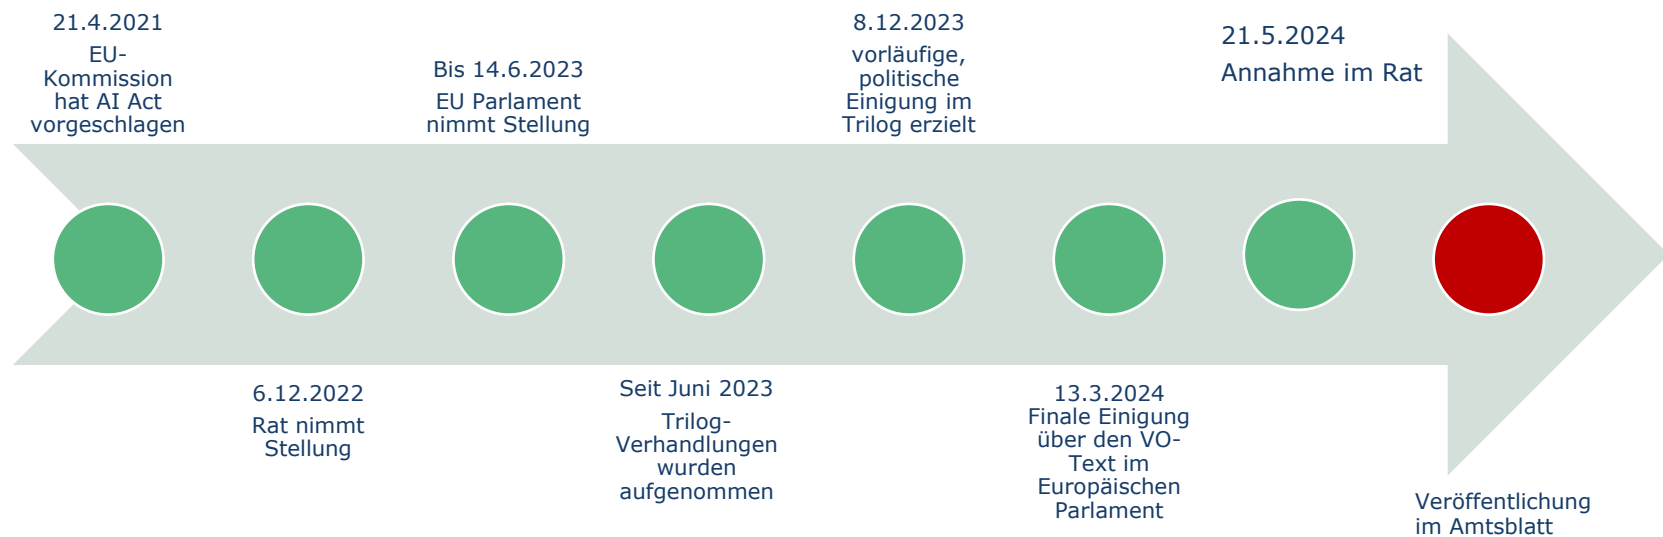 21.4.2021
EU-
Kommission
hat AI Act
vorgeschlagen
6.12.2022
Rat nimmt
Stellung
Bis 14.6.2023
EU Parlament
nimmt Stellung
Seit Juni 2023
Trilog-
Verhandlungen
wurden
aufgenommen
8.12.2023
vorläufige,
politische
Einigung im
Trilog erzielt
13.3.2024
Finale Einigung
über den VO-
Text im
Europäischen
Parlament
21.5.2024
Annahme im Rat
Veröffentlichung
im Amtsblatt